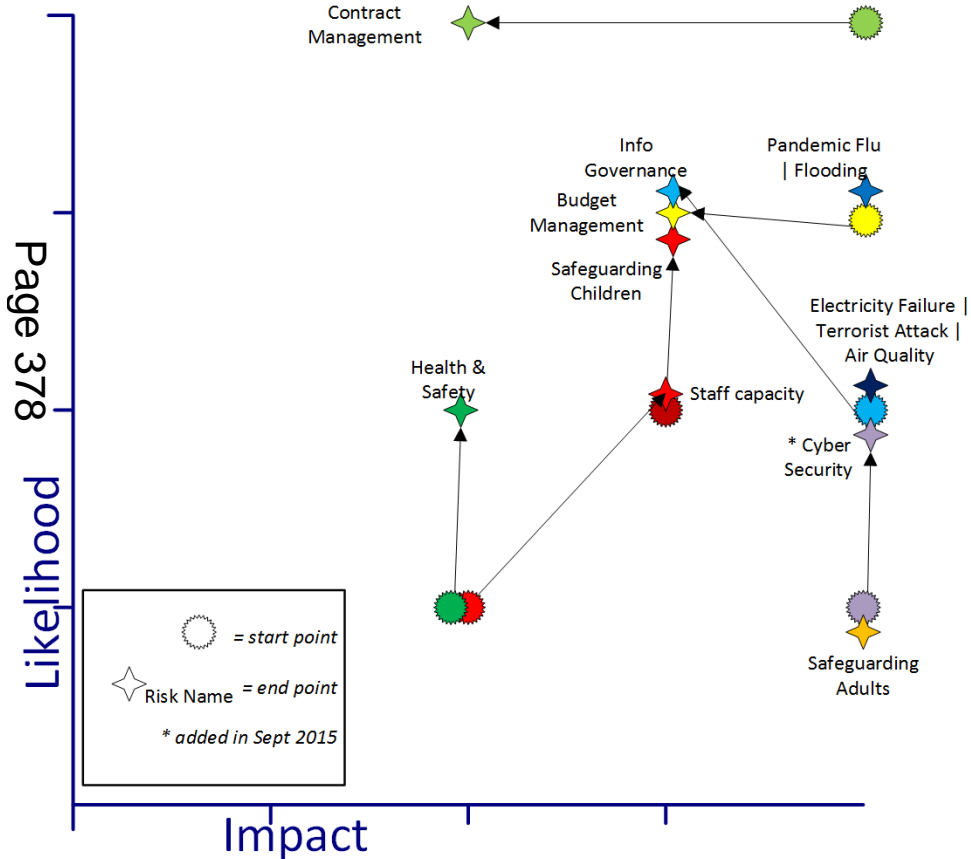 Contract
Management
Info
Governance
Pandemic Flu
| Flooding
Budget
Management
Safeguarding
Children
Electricity Failure |
Terrorist Attack |
Air Quality
Health &
Safety
Staff capacity
* Cyber
Security
Safeguarding
Adults
Page 378
Likelihood
= start point
Risk Name = end point
* added in Sept 2015
Impact